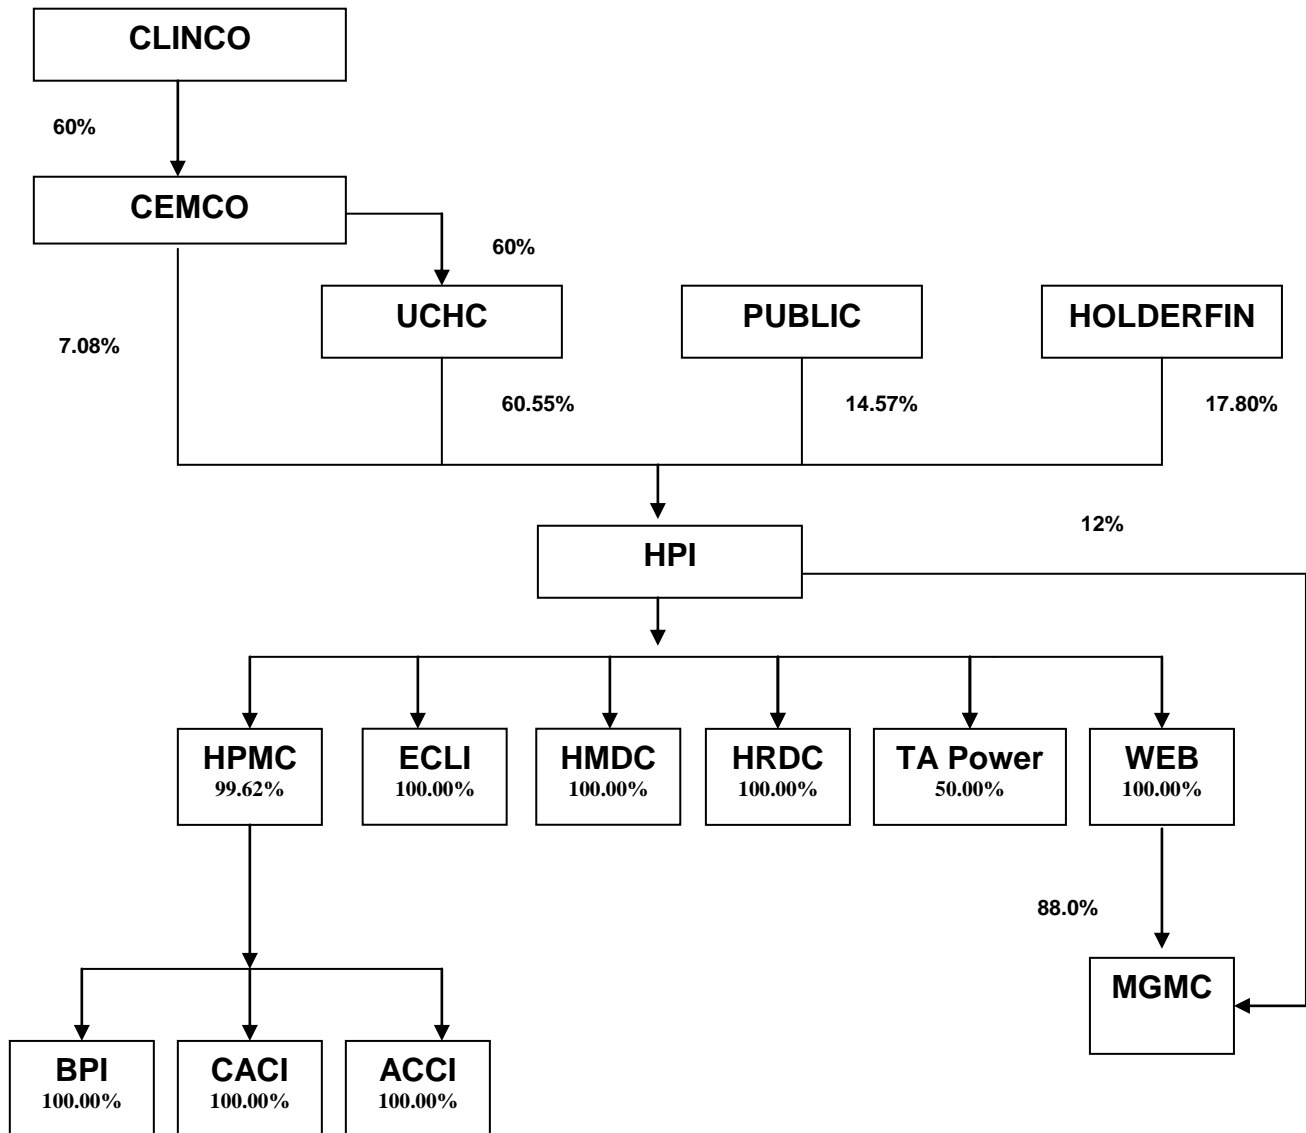 CLINCO
60%
CEMCO
60%
UCHC
PUBLIC
HOLDERFIN
7.08%
60.55%
14.57%
17.80%
12%
HPI
HPMC
99.62%
ECLI
100.00%
HMDC
100.00%
HRDC
100.00%
TA Power
50.00%
WEB
100.00%
88.0%
MGMC
BPI
100.00%
CACI
100.00%
ACCI
100.00%